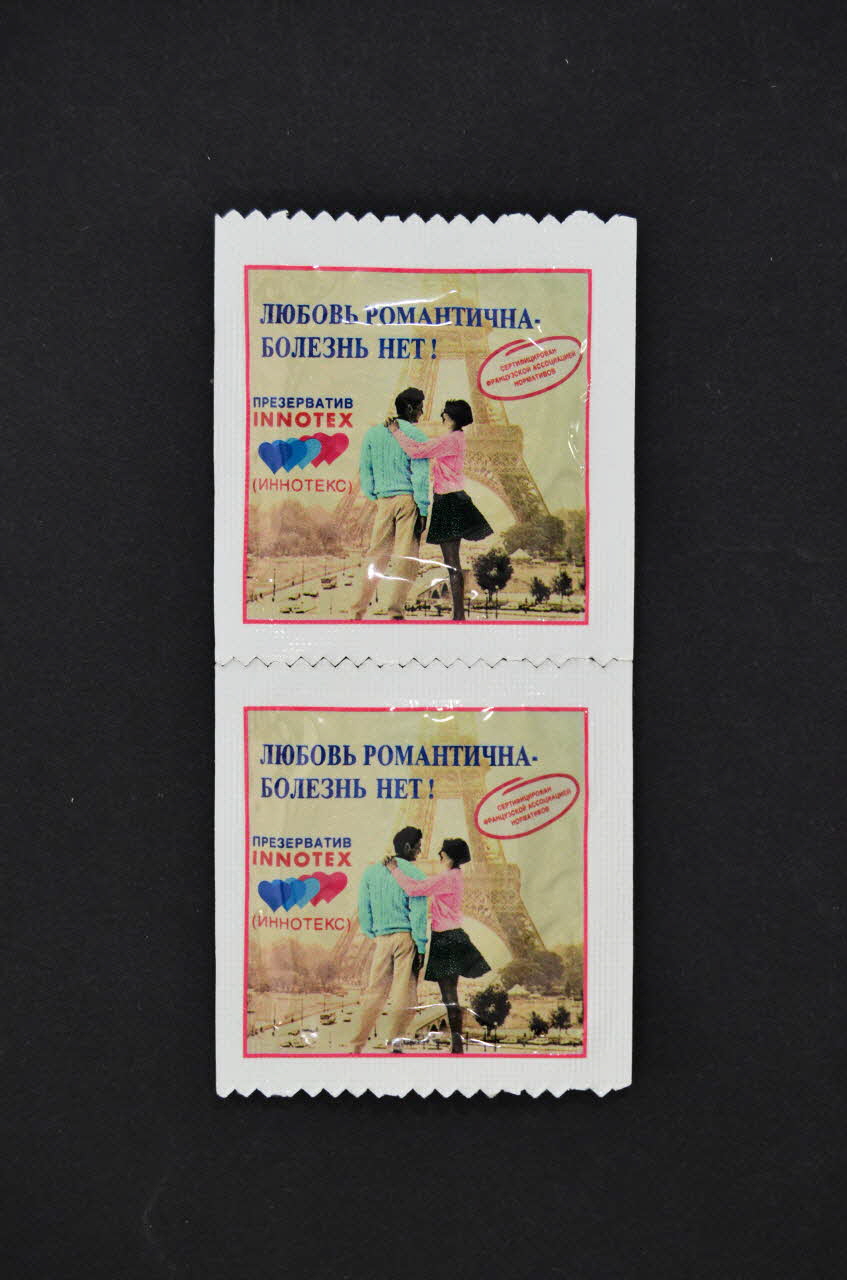 ЛЮБОВЬ РОМАНТИЧНА-
БОЛЕЗНЬ НЕТ!
СЕРТИФИЦИРОВАН
ФРАНЦУЗСКОЙ АССОЦИАЦИЕЙ
НОРМАТИВОВ
ПРЕЗЕРВАТИВ
INNOTEX
(ИННОТЕКС)
ЛЮБОВЬ РОМАНТИЧНА-
БОЛЕЗНЬ НЕТ!
СЕРТИФИЦИРОВАН
ФРАНЦУЗСКОЙ АССОЦИАЦИЕЙ
НОРМАТИВОВ
ПРЕЗЕРВАТИВ
INNOTEX
(ИННОТЕКС)